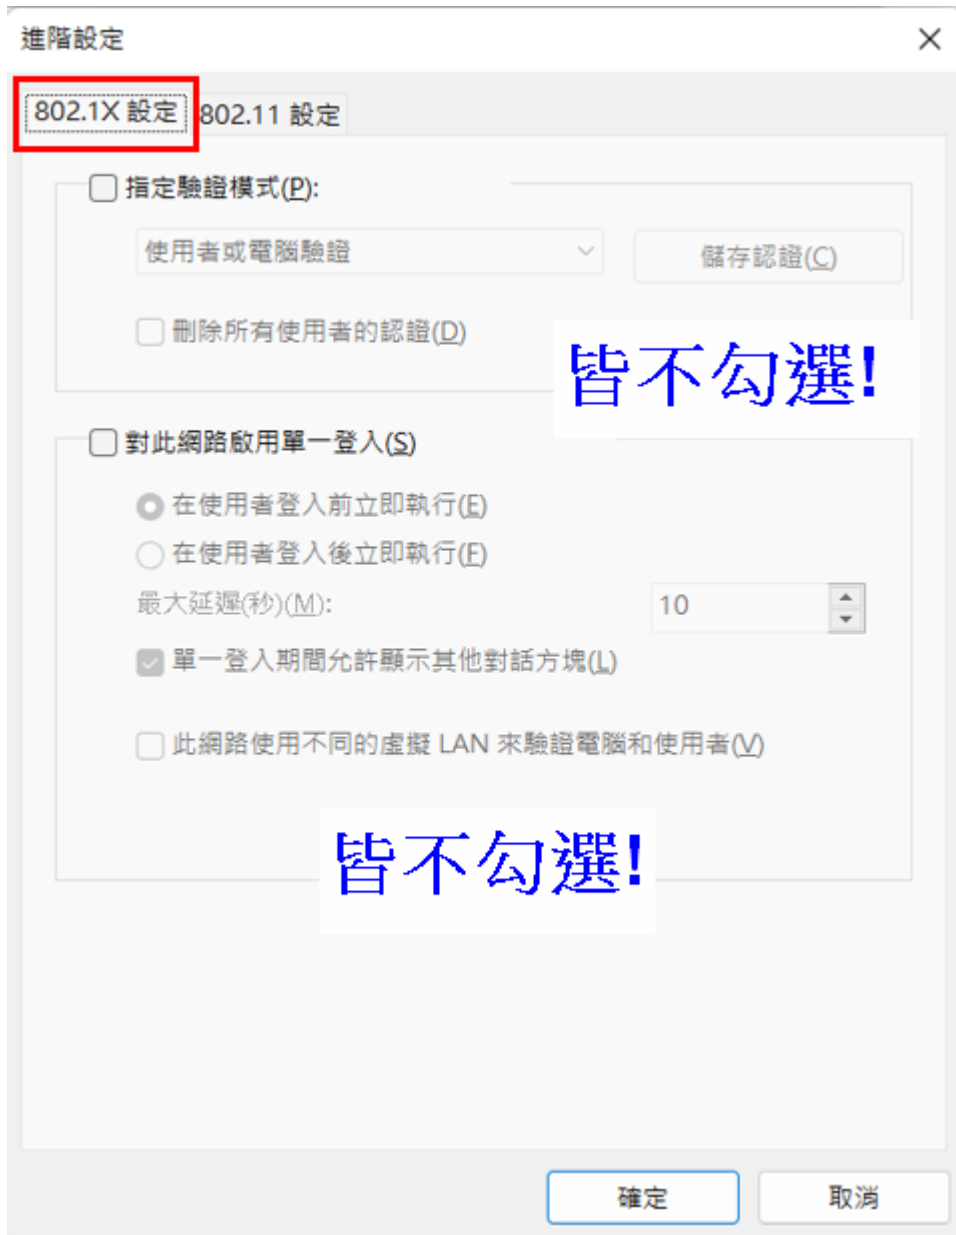 進階設定
802.1X 設定 802.11 設定
指定驗證模式(P):
使用者或電腦驗證 儲存認證(C)
刪除所有使用者的認證(D)
皆不勾選!
對此網路啟用單一登入(S)
在使用者登入前立即執行(E)
在使用者登入後立即執行(F)
最大延遲(秒)(M): 10
單一登入期間允許顯示其他對話方塊(L)
此網路使用不同的虛擬 LAN 來驗證電腦和使用者(V)
皆不勾選!
確定 取消